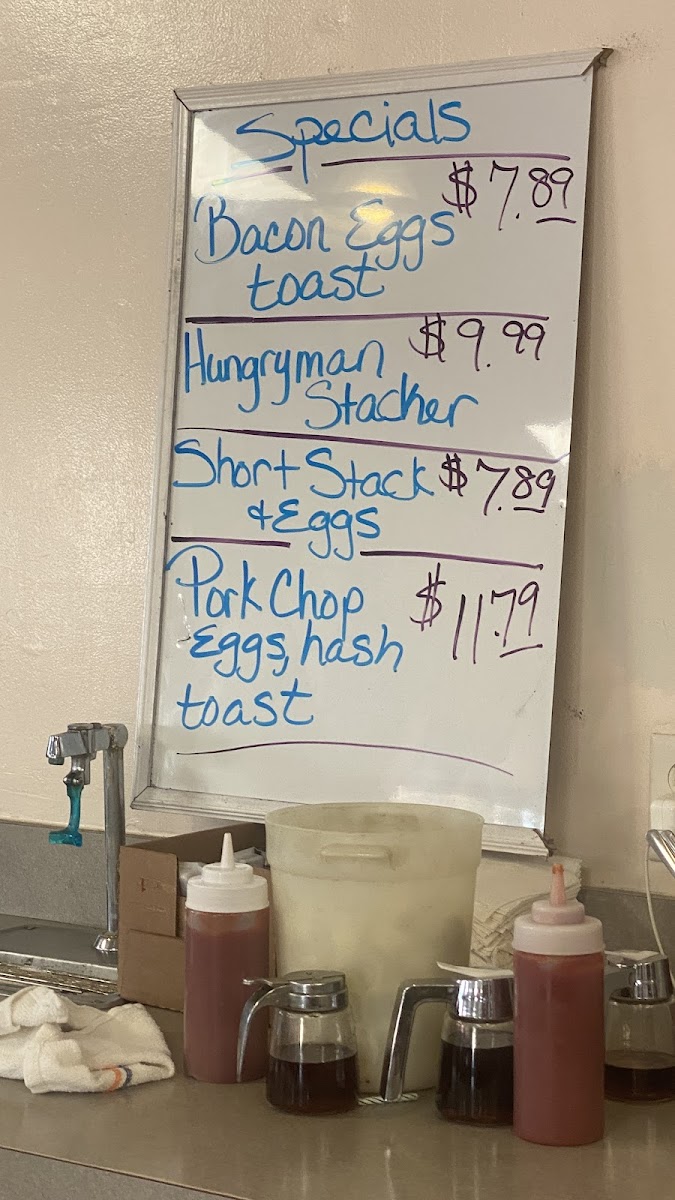 Specials
$7.89
Bacon Eggs
toast
Hungryman $9.99
Stacker
Short Stack $7.89
+Eggs
Pork Chop $11.79
Eggs, hash
toast